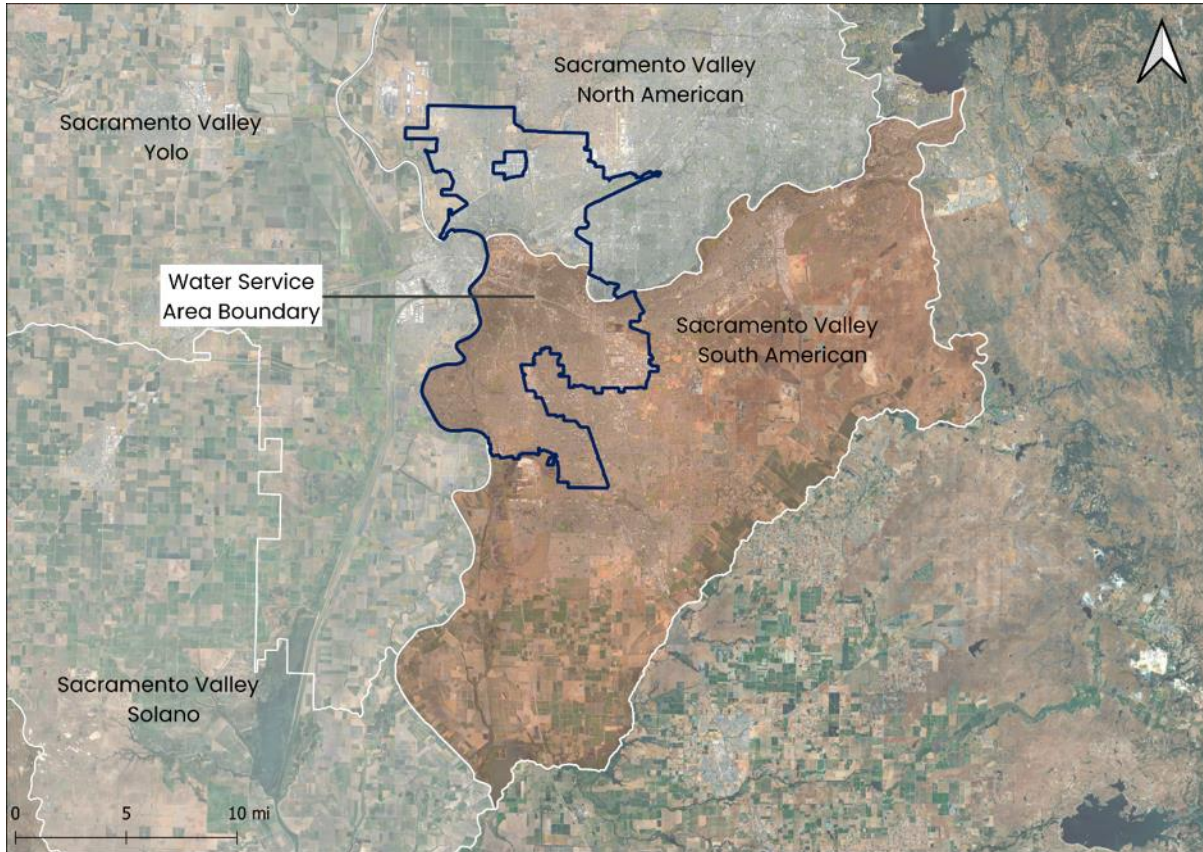 Sacramento Valley
North American
Sacramento Valley
Yolo
Water Service
Area Boundary
Sacramento Valley
South American
Sacramento Valley
Solano
0 5 10 mi